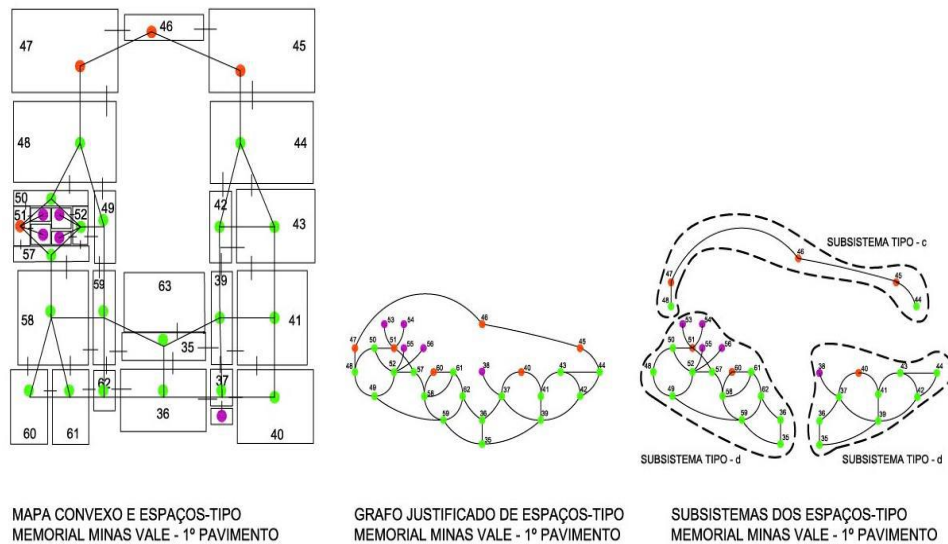 46
47
45
48
44
50
51
52
49
42
43
57
59
63
39
58
41
35
62
37
60
61
36
40
MAPA CONVEXO E ESPAÇOS-TIPO
MEMORIAL MINAS VALE - 1º PAVIMENTO
46
53 54
47 50 51 55 56 45
48 52 57 60 61 38 40 43 44
49 58 62 37 41 42
59 36 39
35
GRAFO JUSTIFICADO DE ESPAÇOS-TIPO
MEMORIAL MINAS VALE - 1º PAVIMENTO
SUBSISTEMA TIPO - c
46
47 45
48 44
53 54
50 51 55 56
48 52 57 60 61 38 40 43 44
49 58 62 37 41 42
59 36 36 39
35 35
SUBSISTEMA TIPO - d
SUBSISTEMA TIPO - d
SUBSISTEMAS DOS ESPAÇOS-TIPO
MEMORIAL MINAS VALE - 1º PAVIMENTO